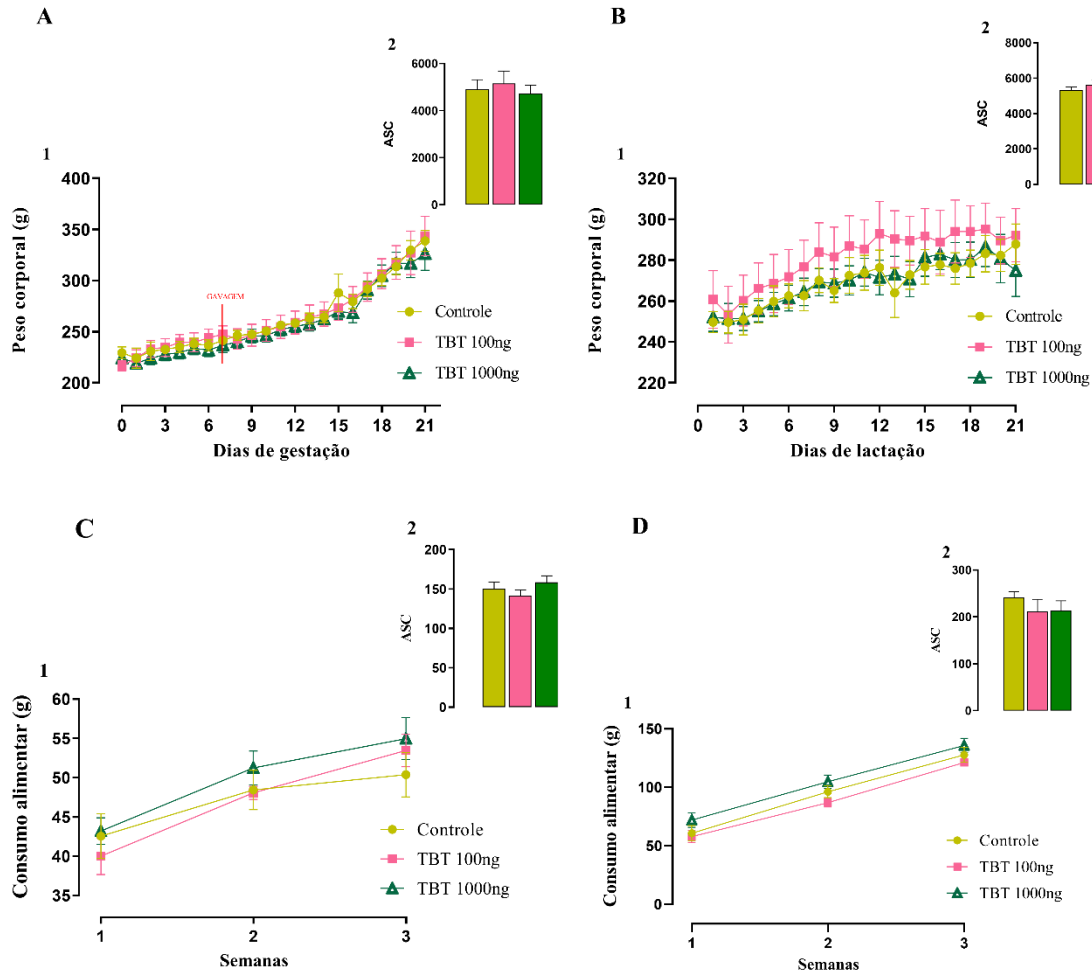 A
2
6000
4000
2000
0
ASC
1
400
350
300
250
200
Peso corporal (g)
GAVAGEM
Controle
TBT 100ng
TBT 1000ng
0 3 6 9 12 15 18 21
Dias de gestação
B
2
8000
6000
4000
2000
0
ASC
1
320
300
280
260
240
220
Peso corporal (g)
Controle
TBT 100ng
TBT 1000ng
0 3 6 9 12 15 18 21
Dias de lactação
C
2
200
150
100
50
0
ASC
1
60
55
50
45
40
35
Consumo alimentar (g)
Controle
TBT 100ng
TBT 1000ng
1 2 3
Semanas
D
2
300
200
100
0
ASC
1
150
100
50
0
Consumo alimentar (g)
Controle
TBT 100ng
TBT 1000ng
1 2 3
Semanas